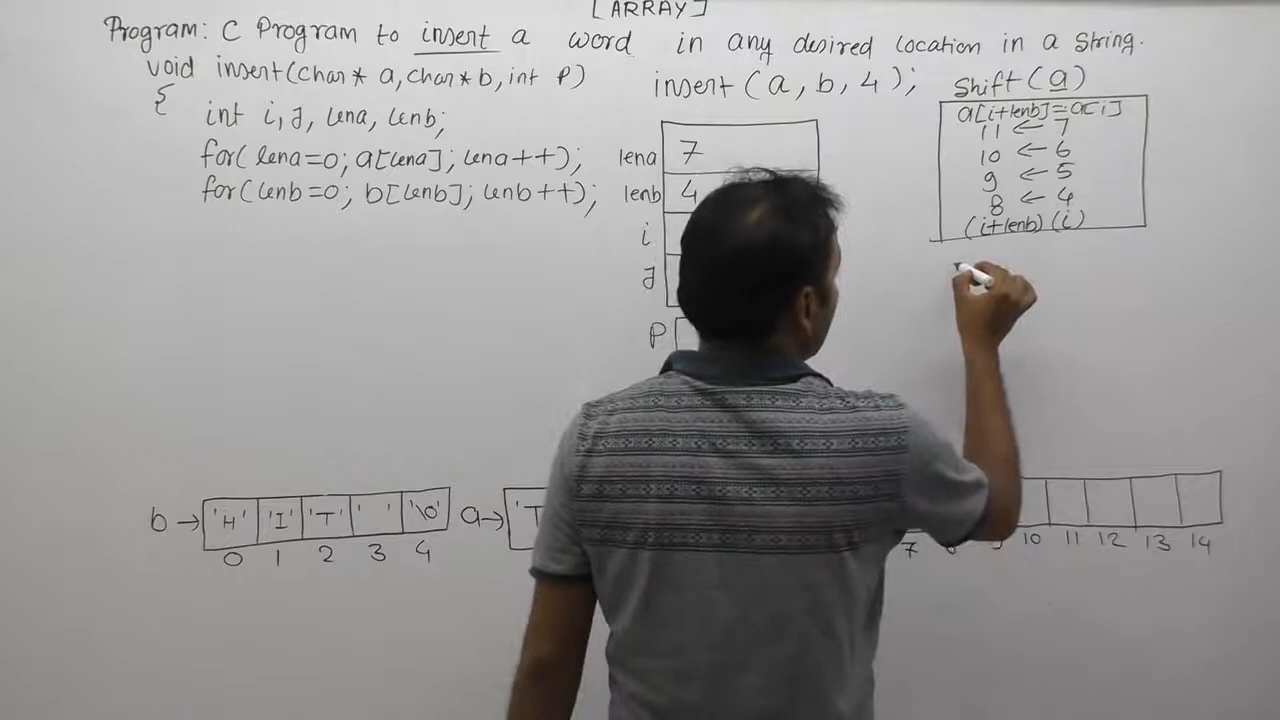 [ARRAY]
Program: C Program to insert a word in any desired location in a string.
void insert(char* a, char* b, int P)
{
int i, J, lena, lenb;
for( lena=0; a[lena]; lena++);
for(lenb=0; b[lenb]; lenb++);
insert (a, b, 4);
lena 7
lenb 4
i
J
P
Shift (a)
a[i+lenb]=a[i]
11 ← 7
10 ← 6
9 ← 5
8 ← 4
(i+lenb) (i)
b → 'H' 'I' 'T' ' ' '\0'
0 1 2 3 4
a→ 'T
7 10 11 12 13 14